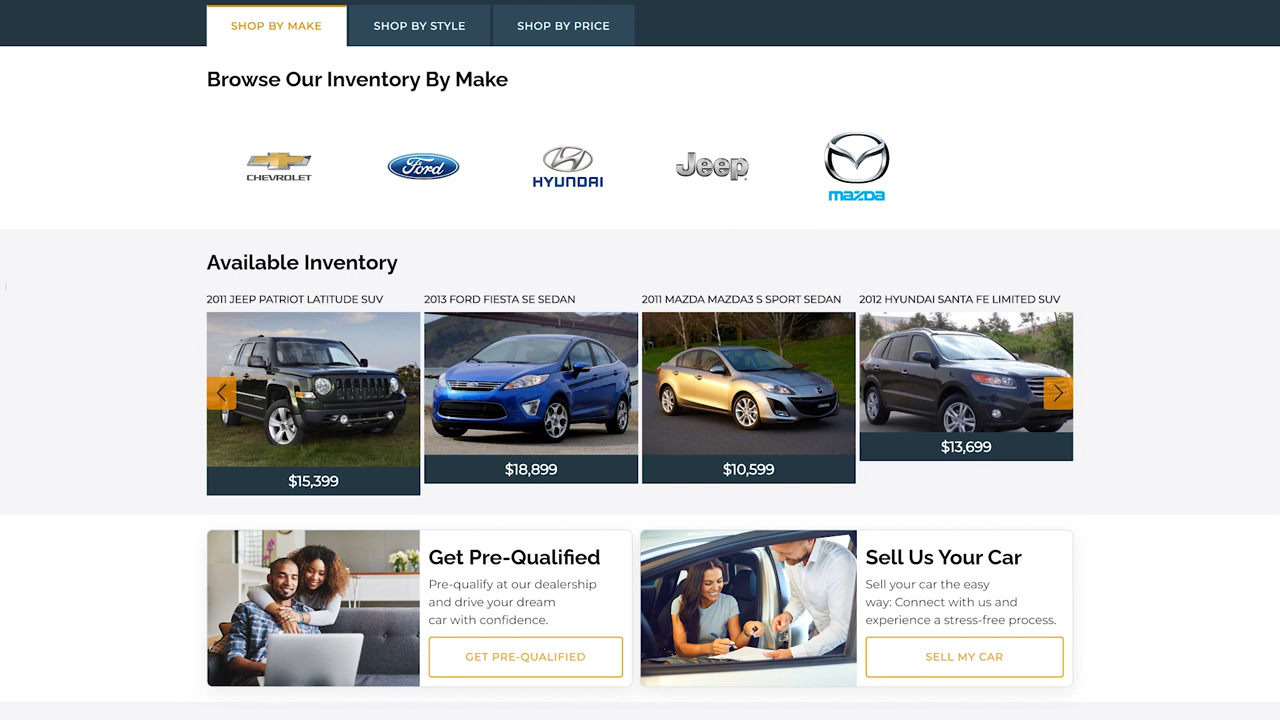 SHOP BY MAKE
SHOP BY STYLE
SHOP BY PRICE
Browse Our Inventory By Make
CHEVROLET
Ford
HYUNDAI
Jeep
mazda
Available Inventory
2011 JEEP PATRIOT LATITUDE SUV
2013 FORD FIESTA SE SEDAN
2011 MAZDA MAZDA3 S SPORT SEDAN
2012 HYUNDAI SANTA FE LIMITED SUV
$15,399
$18,899
$10,599
$13,699
Get Pre-Qualified
Pre-qualify at our dealership
and drive your dream
car with confidence.
GET PRE-QUALIFIED
Sell Us Your Car
Sell your car the easy
way: Connect with us and
experience a stress-free process.
SELL MY CAR